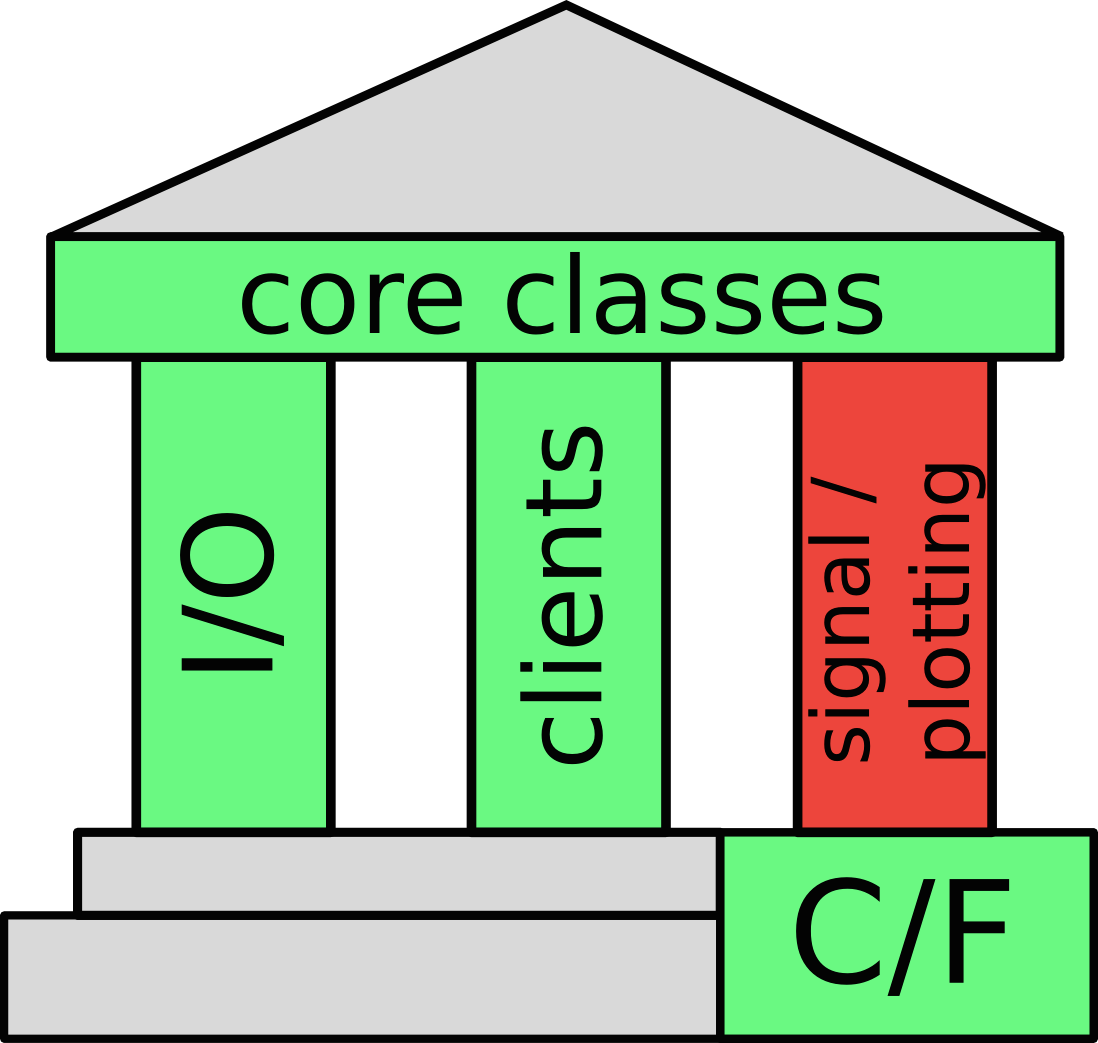 core classes
I/O
clients
signal /
plotting
C/F